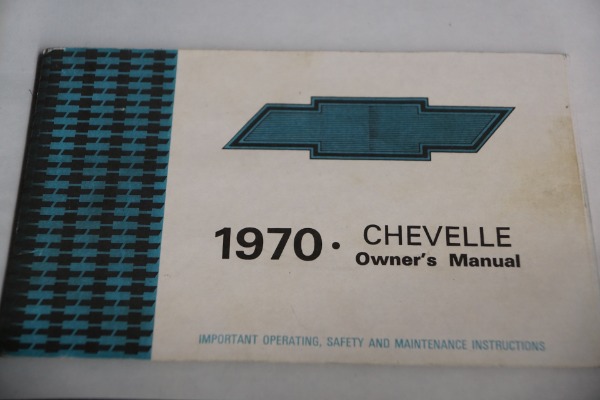 1970 · CHEVELLE
Owner's Manual
IMPORTANT OPERATING, SAFETY AND MAINTENANCE INSTRUCTIONS